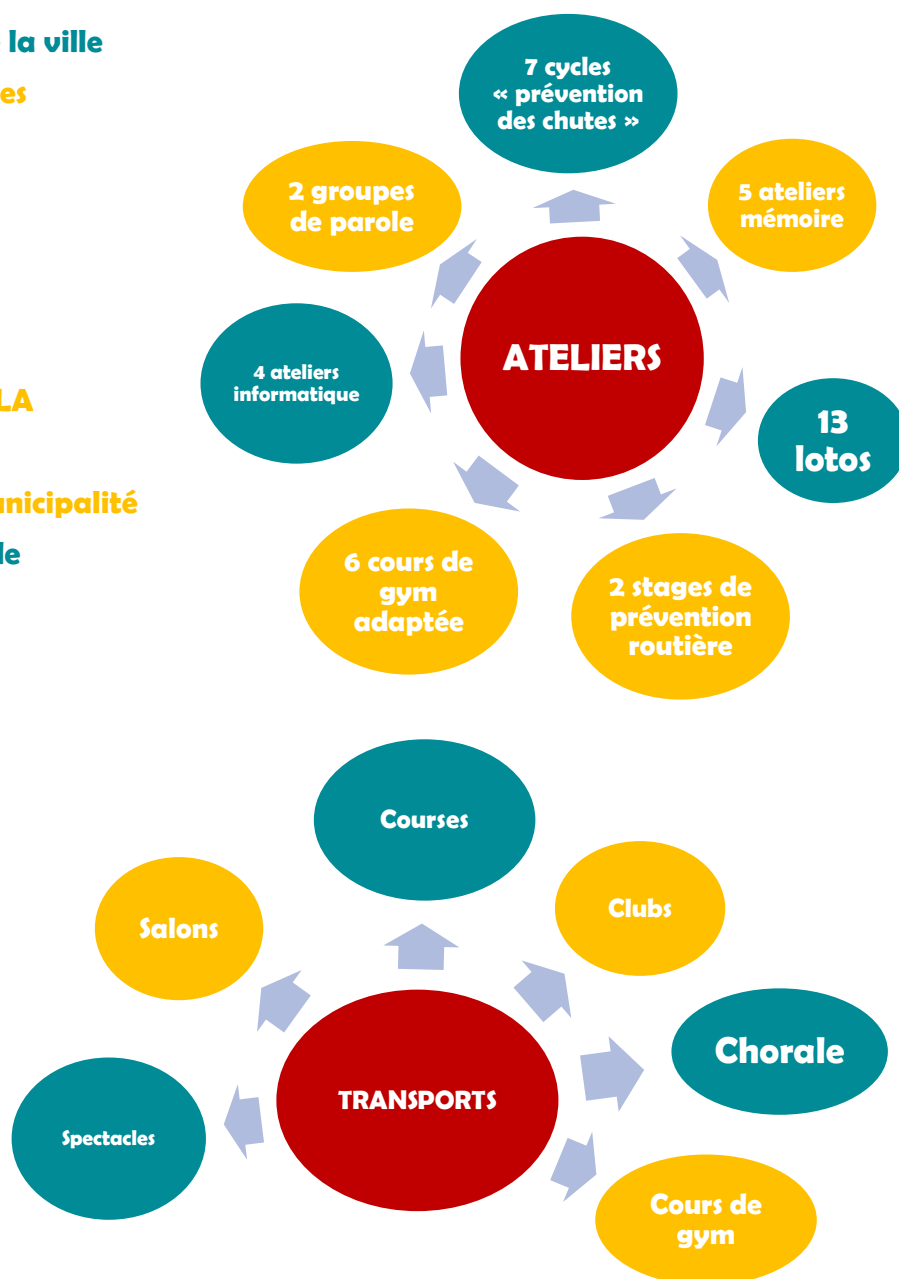 la ville
es
LA
unicipalité
le
7 cycles
« prévention
des chutes »
2 groupes
de parole
5 ateliers
mémoire
ATELIERS
4 ateliers
informatique
13
lotos
6 cours de
gym
adaptée
2 stages de
prévention
routière
Courses
Salons
Clubs
Chorale
TRANSPORTS
Spectacles
Cours de
gym